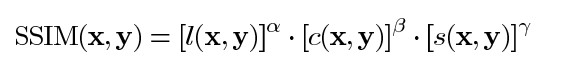 SSIM(x, y) = [l(x, y)]^α · [c(x, y)]^β · [s(x, y)]^γ